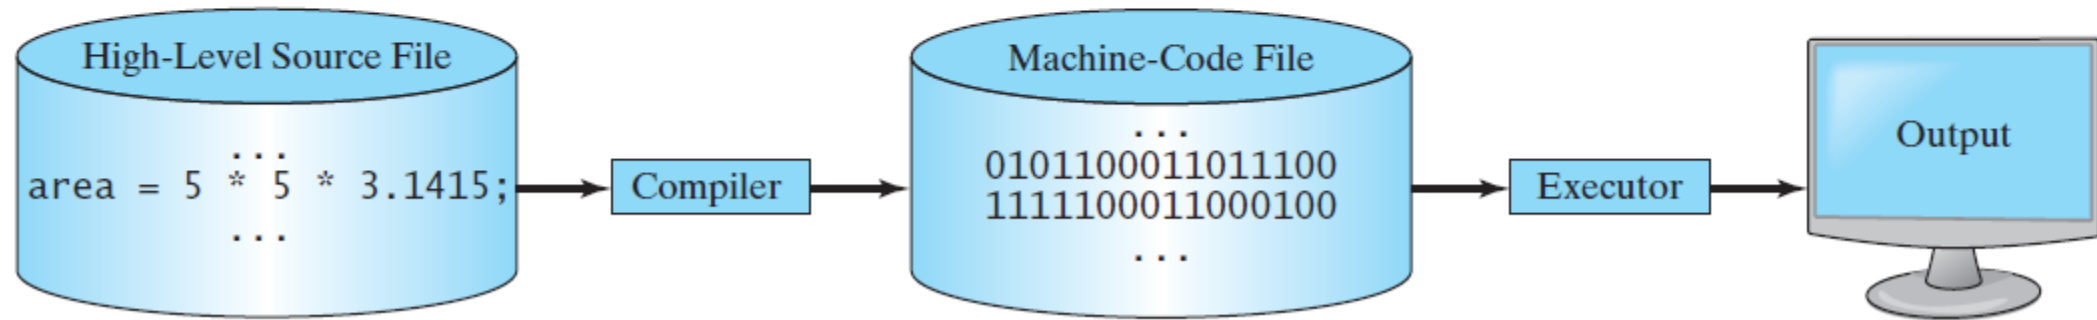 High-Level Source File
...
area = 5 * 5 * 3.1415;
...
Compiler
Machine-Code File
...
0101100011011100
1111100011000100
...
Executor
Output